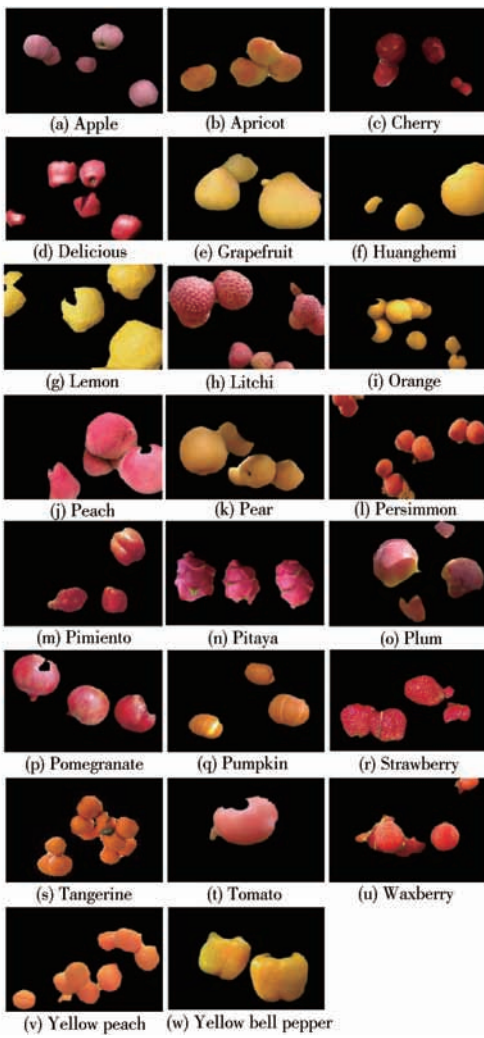 (a) Apple
(b) Apricot
(c) Cherry
(d) Delicious
(e) Grapefruit
(f) Huanghemi
(g) Lemon
(h) Litchi
(i) Orange
(j) Peach
(k) Pear
(l) Persimmon
(m) Pimiento
(n) Pitaya
(o) Plum
(p) Pomegranate
(q) Pumpkin
(r) Strawberry
(s) Tangerine
(t) Tomato
(u) Waxberry
(v) Yellow peach
(w) Yellow bell pepper